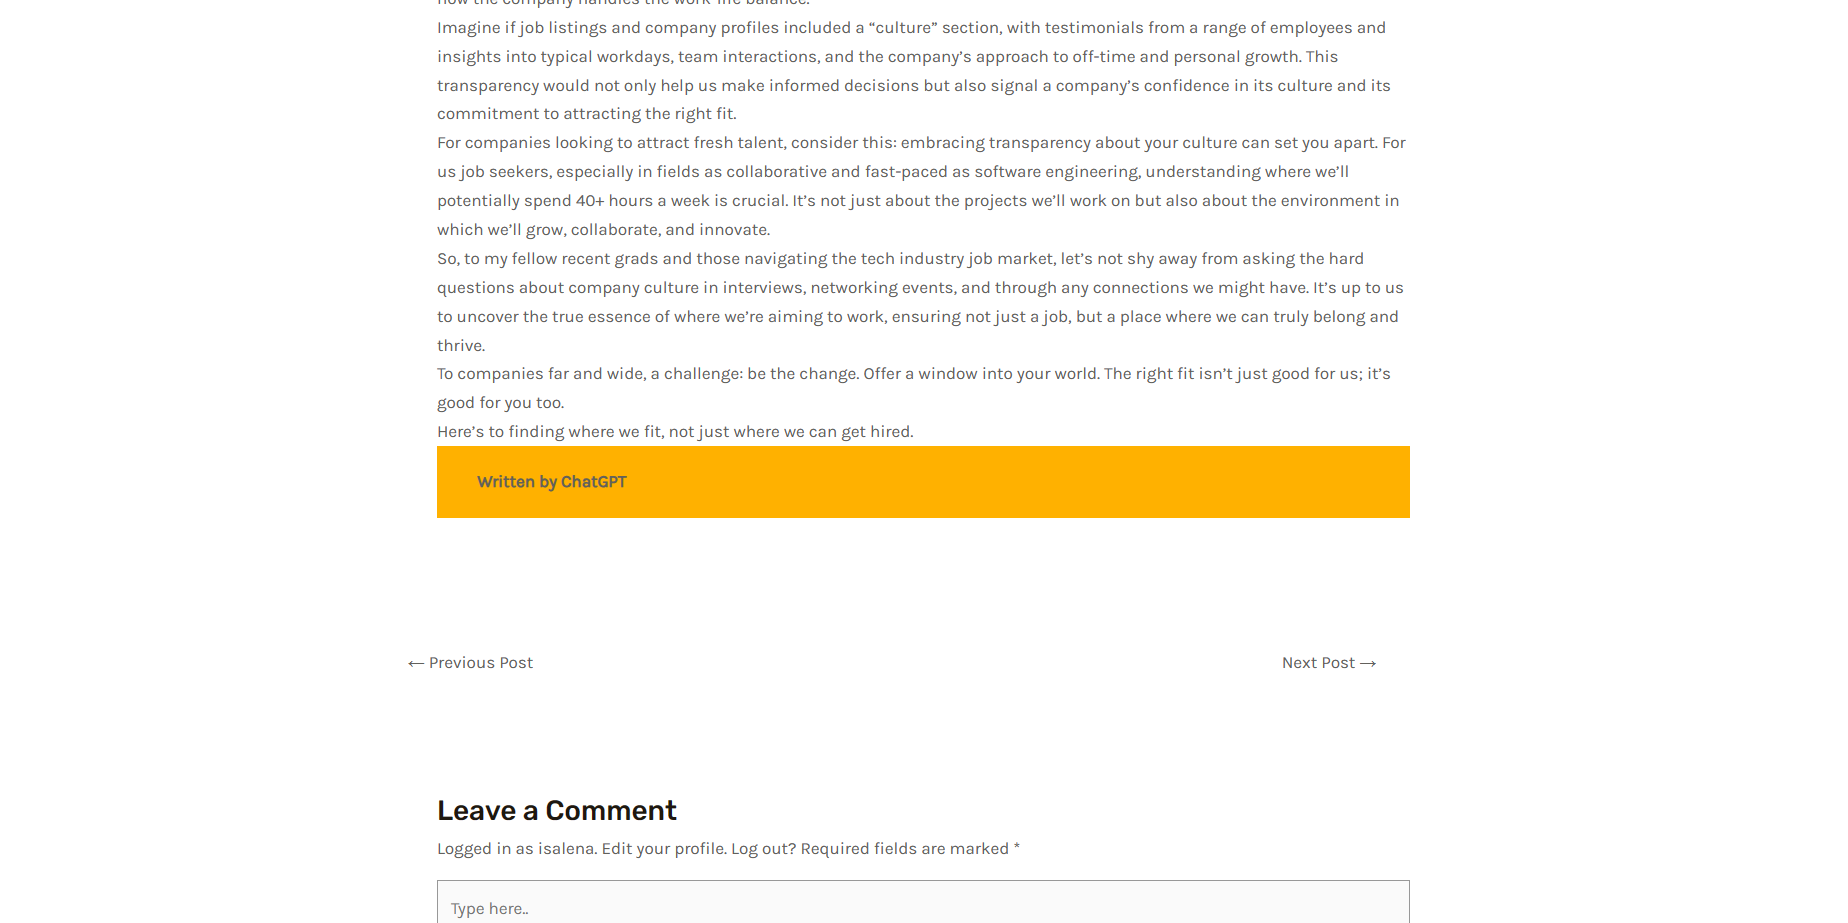 how the company handles the work-life balance.
Imagine if job listings and company profiles included a “culture” section, with testimonials from a range of employees and
insights into typical workdays, team interactions, and the company’s approach to off-time and personal growth. This
transparency would not only help us make informed decisions but also signal a company’s confidence in its culture and its
commitment to attracting the right fit.
For companies looking to attract fresh talent, consider this: embracing transparency about your culture can set you apart. For
us job seekers, especially in fields as collaborative and fast-paced as software engineering, understanding where we’ll
potentially spend 40+ hours a week is crucial. It’s not just about the projects we’ll work on but also about the environment in
which we’ll grow, collaborate, and innovate.
So, to my fellow recent grads and those navigating the tech industry job market, let’s not shy away from asking the hard
questions about company culture in interviews, networking events, and through any connections we might have. It’s up to us
to uncover the true essence of where we’re aiming to work, ensuring not just a job, but a place where we can truly belong and
thrive.
To companies far and wide, a challenge: be the change. Offer a window into your world. The right fit isn’t just good for us; it’s
good for you too.
Here’s to finding where we fit, not just where we can get hired.
Written by ChatGPT
← Previous Post
Next Post →
Leave a Comment
Logged in as isalena. Edit your profile. Log out? Required fields are marked *
Type here..